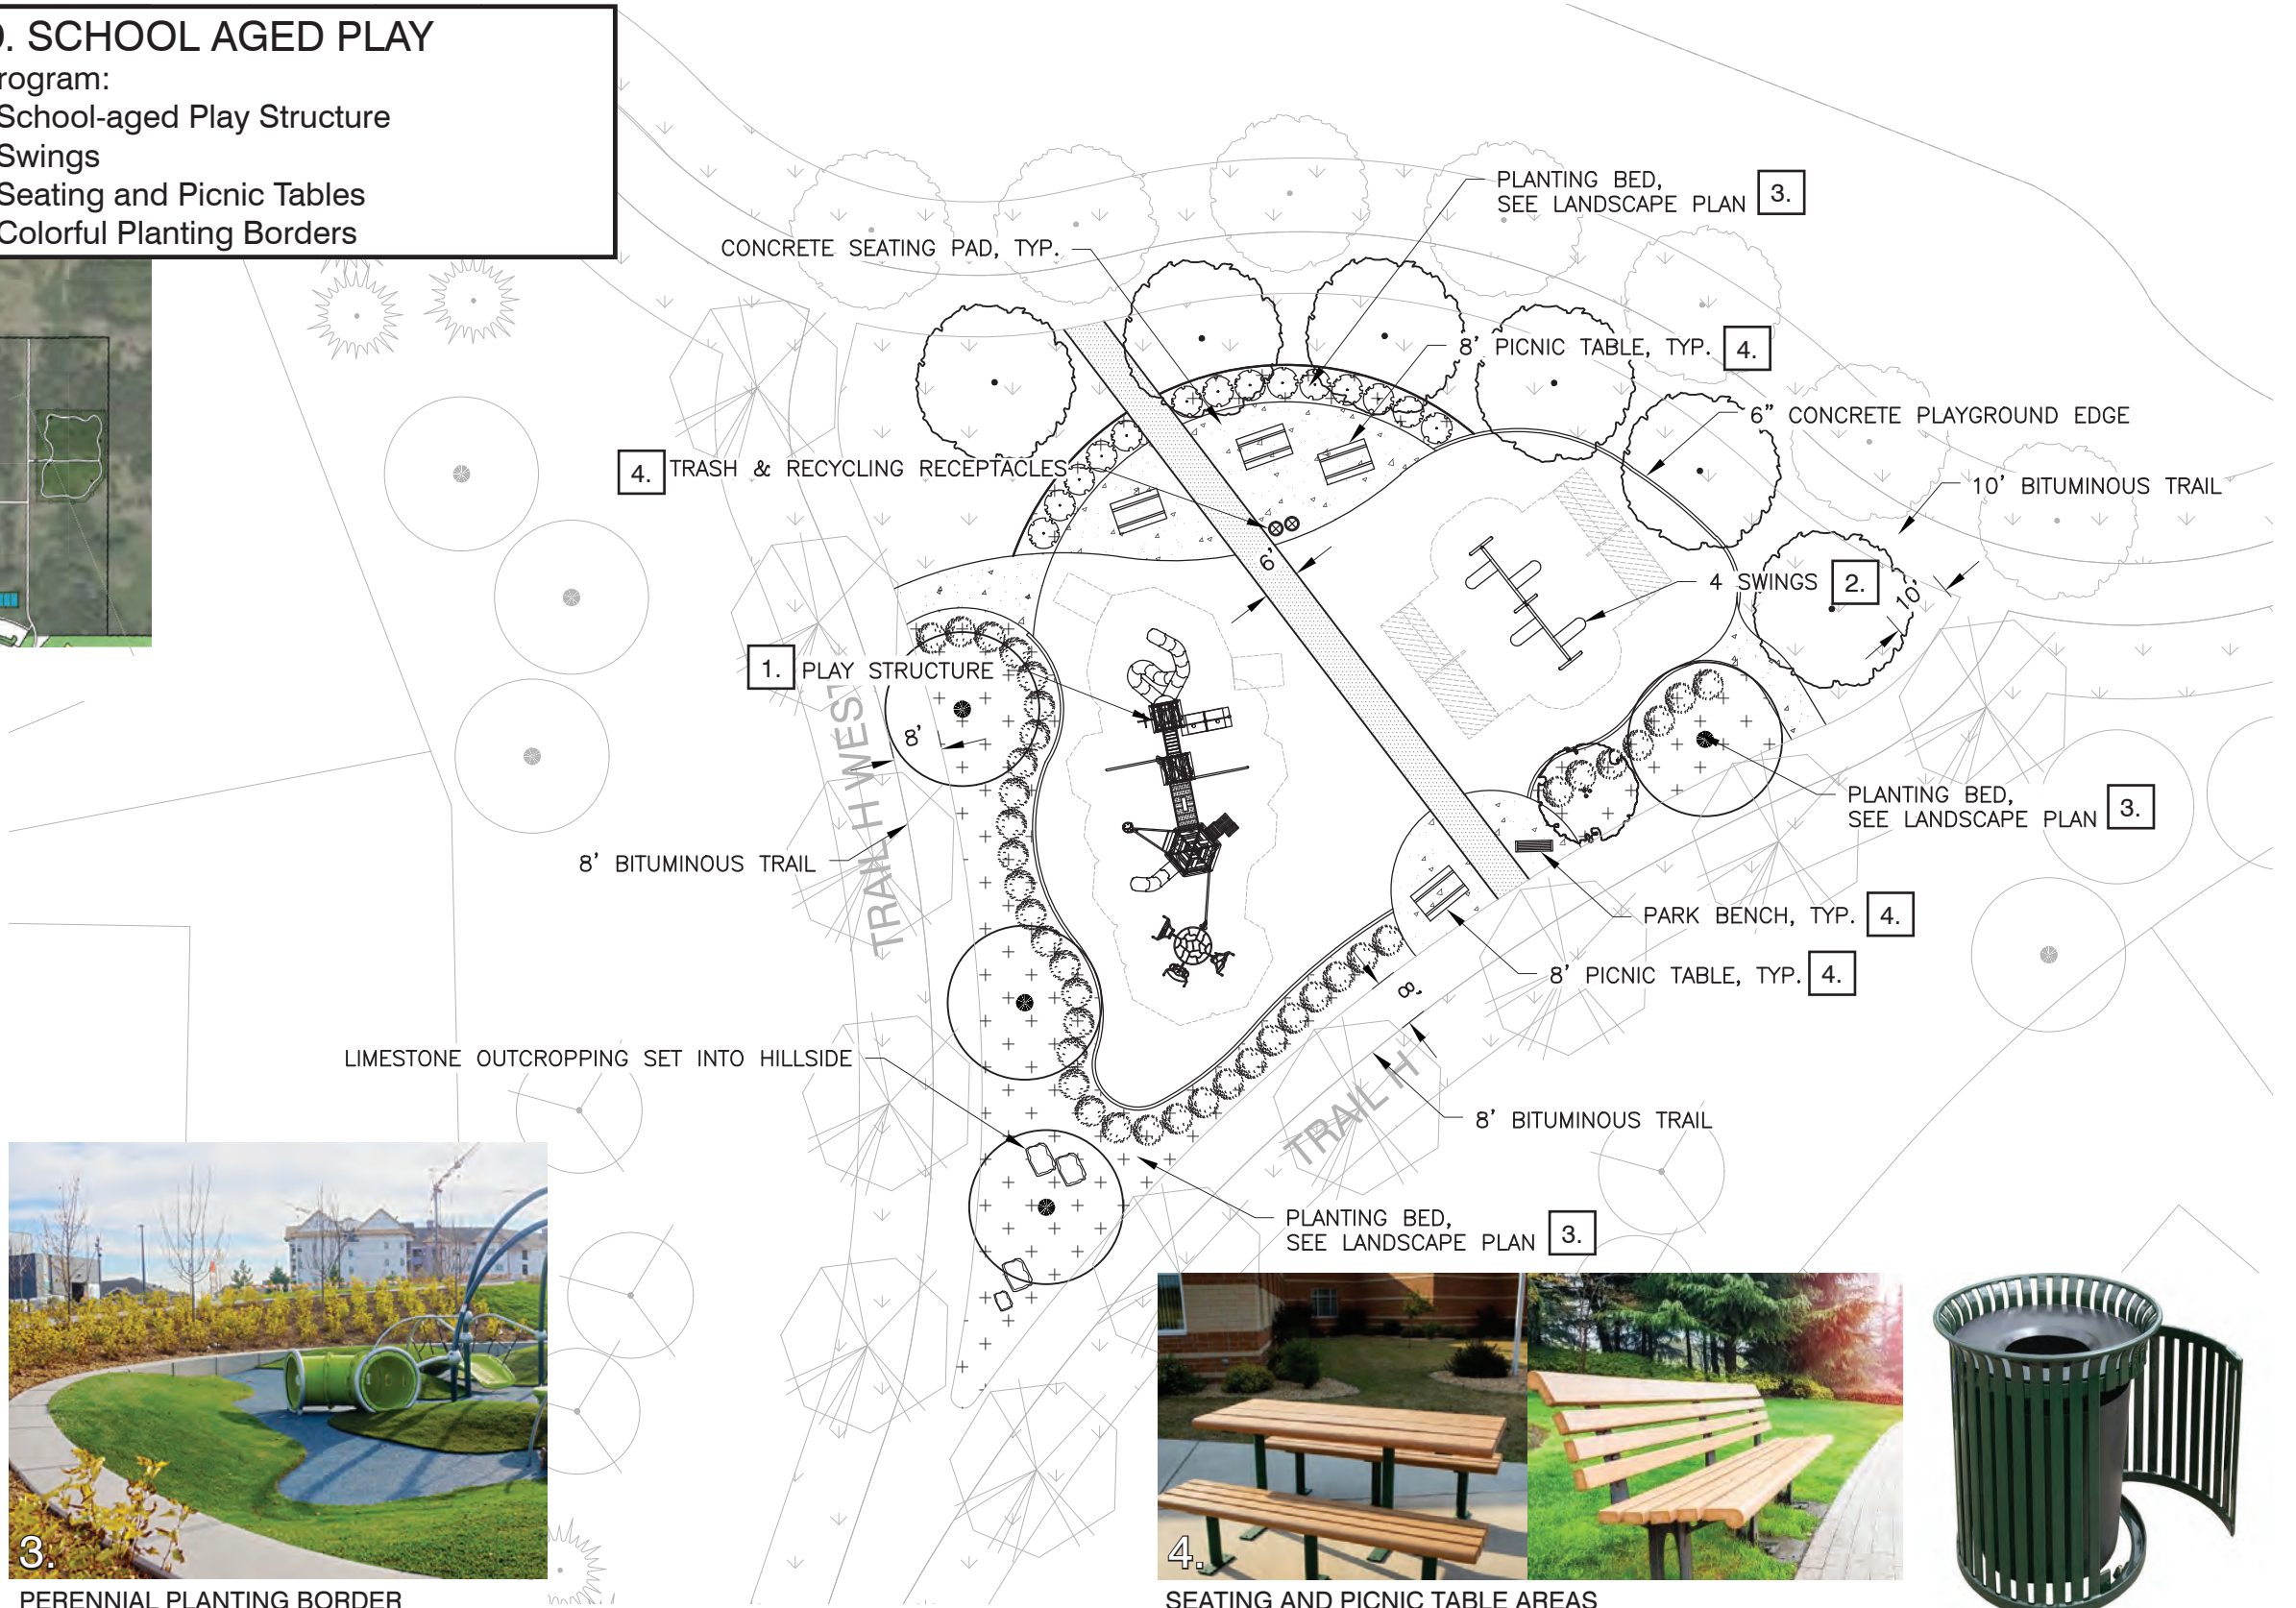 . SCHOOL AGED PLAY
rogram:
School-aged Play Structure
Swings
Seating and Picnic Tables
Colorful Planting Borders
PLANTING BED,
SEE LANDSCAPE PLAN 3.
CONCRETE SEATING PAD, TYP.
8' PICNIC TABLE, TYP. 4.
6" CONCRETE PLAYGROUND EDGE
4. TRASH & RECYCLING RECEPTACLES
10' BITUMINOUS TRAIL
6'
4 SWINGS 2.
10'
1. PLAY STRUCTURE
TRAIL H WEST
8'
PLANTING BED,
SEE LANDSCAPE PLAN 3.
8' BITUMINOUS TRAIL
PARK BENCH, TYP. 4.
8' PICNIC TABLE, TYP. 4.
8'
LIMESTONE OUTCROPPING SET INTO HILLSIDE
TRAIL H
8' BITUMINOUS TRAIL
PLANTING BED,
SEE LANDSCAPE PLAN 3.
3.
4.
PERENNIAL PLANTING BORDER
SEATING AND PICNIC TABLE AREAS